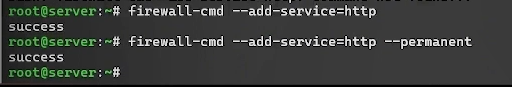 root@server:~# firewall-cmd --add-service=http
success
root@server:~# firewall-cmd --add-service=http --permanent
success
root@server:~#